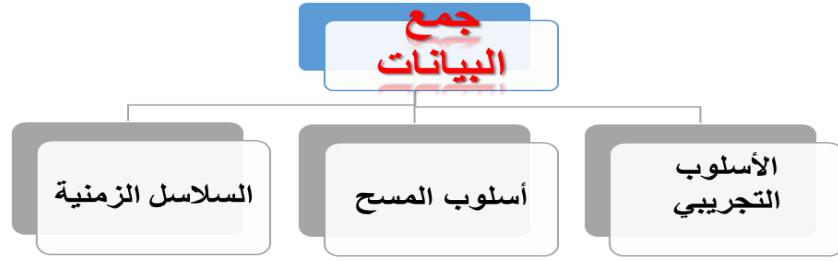 جمع
البيانات
الأسلوب
التجريبي
أسلوب المسح
السلاسل الزمنية